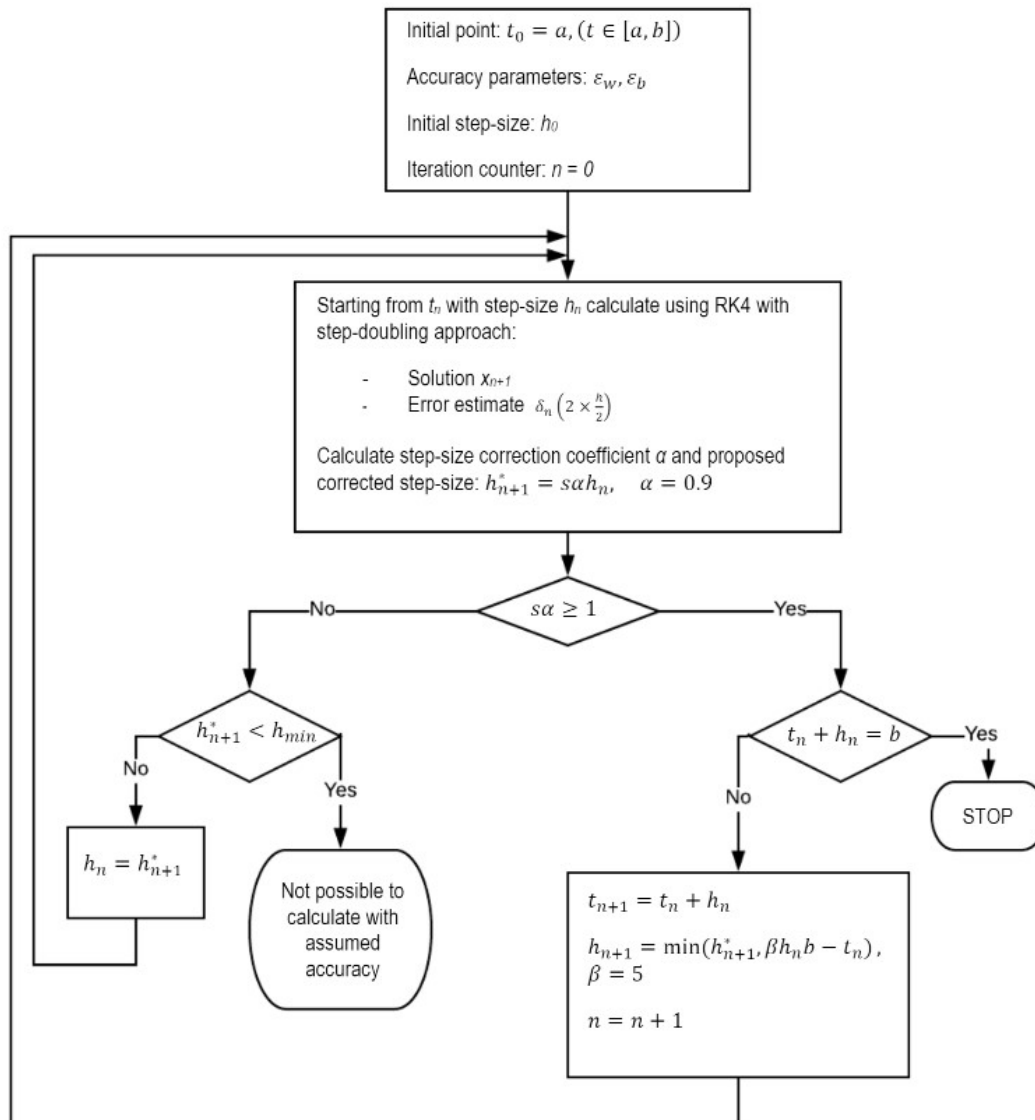 Initial point: t₀ = a, (t ∈ [a, b])
Accuracy parameters: ε_w, ε_b
Initial step-size: h₀
Iteration counter: n = 0
Starting from tₙ with step-size hₙ calculate using RK4 with
step-doubling approach:
- Solution xₙ₊₁
- Error estimate δₙ (2 × h/2)
Calculate step-size correction coefficient α and proposed
corrected step-size: h*ₙ₊₁ = sαhₙ, α = 0.9
sα ≥ 1
No
Yes
h*ₙ₊₁ < h_min
No
Yes
hₙ = h*ₙ₊₁
Not possible to
calculate with
assumed
accuracy
tₙ + hₙ = b
Yes
No
STOP
tₙ₊₁ = tₙ + hₙ
hₙ₊₁ = min(h*ₙ₊₁, βhₙb − tₙ) ,
β = 5
n = n + 1